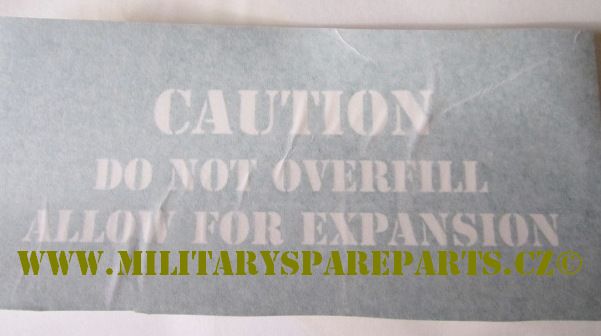 CAUTION
DO NOT OVERFILL
ALLOW FOR EXPANSION
WWW.MILITARYSPAREPARTS.CZ©